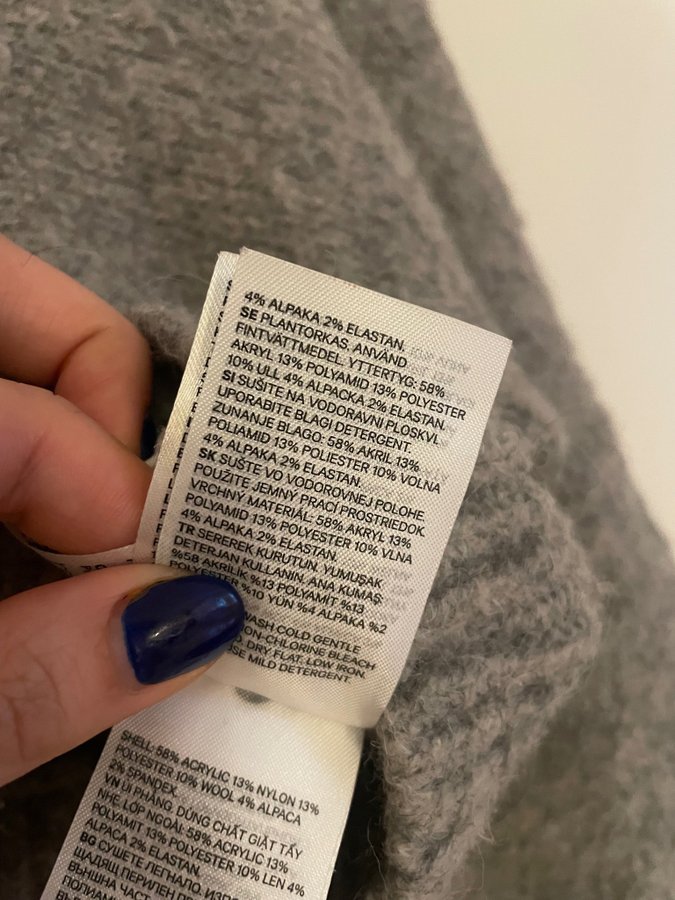 4% ALPAKA 2% ELASTAN.
SE PLANTORKAS. ANVÄND
FINTVÄTTMEDEL. YTTERTYG: 58%
AKRYL 13% POLYAMID 13% POLYESTER
10% ULL 4% ALPACKA 2% ELASTAN.
SI SUŠITE NA VODORAVNI PLOSKVI.
UPORABITE BLAGI DETERGENT.
ZUNANJE BLAGO: 58% AKRIL 13%
POLIAMID 13% POLIESTER 10% VOLNA
4% ALPAKA 2% ELASTAN.
SK SUŠTE VO VODOROVNEJ POLOHE.
POUŽITE JEMNÝ PRACÍ PROSTRIEDOK.
VRCHNÝ MATERIÁL: 58% AKRYL 13%
POLYAMID 13% POLYESTER 10% VLNA
4% ALPAKA 2% ELASTAN.
TR SEREREK KURUTUN. YUMUŞAK
DETERJAN KULLANIN. ANA KUMAŞ
%58 AKRİLİK %13 POLYAMİT %13
%10 YÜN %4 ALPAKA %2
WASH COLD GENTLE
NON-CHLORINE BLEACH
DRY FLAT. LOW IRON.
MILD DETERGENT.
SHELL: 58% ACRYLIC 13% NYLON 13%
POLYESTER 10% WOOL 4% ALPACA
2% SPANDEX.
VN ỦI PHẲNG. DÙNG CHẤT GIẶT TẨY
NHẸ. LỚP NGOÀI: 58% ACRYLIC 13%
POLYAMIT 13% POLYESTER 10% LEN 4%
ALPACA 2% ELASTAN.
BG СУШЕТЕ ЛЕГНАЛО.
ЩАДЯЩ ПЕРИЛЕН
ВЪНШНА ЧАСТ